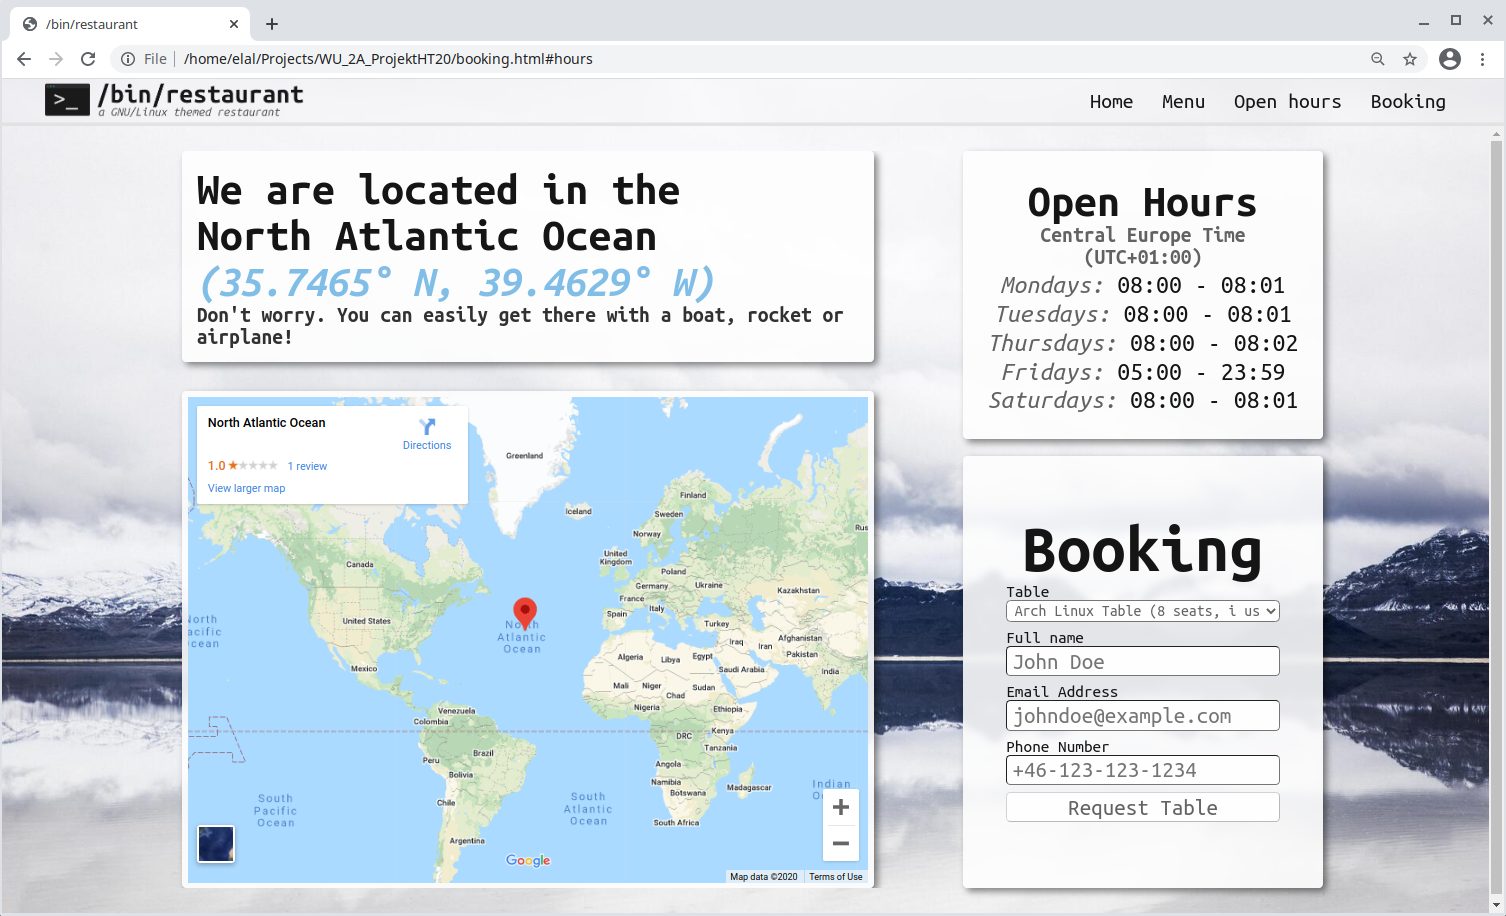 /bin/restaurant
File
/home/elal/Projects/WU_2A_ProjektHT20/booking.html#hours
>_ /bin/restaurant
a GNU/Linux themed restaurant
Home Menu Open hours Booking
We are located in the
North Atlantic Ocean
(35.7465° N, 39.4629° W)
Don't worry. You can easily get there with a boat, rocket or
airplane!
North Atlantic Ocean
Directions
1.0 1 review
View larger map
Greenland
Iceland
Finland
Sweden
Norway
Rus
United
Kingdom
Canada
Poland
Germany
Ukraine
Kazakhstan
France
Italy
Spain
Turkey
North
Pacific
Ocean
United States
North
Atlantic
Ocean
Iraq
Iran
Afghanistan
Pakistan
Algeria
Libya
Egypt
Saudi Arabia
India
Mexico
Mali
Niger
Chad
Sudan
Nigeria
Ethiopia
Venezuela
Colombia
DRC
Kenya
Tanzania
Brazil
Peru
Angola
Bolivia
Namibia
Botswana
Madagascar
Indian
South
Pacific
Ocean
South
Atlantic
Ocean
Chile
South Africa
Argentina
Google
Map data ©2020 Terms of Use
Open Hours
Central Europe Time
(UTC+01:00)
Mondays: 08:00 - 08:01
Tuesdays: 08:00 - 08:01
Thursdays: 08:00 - 08:02
Fridays: 05:00 - 23:59
Saturdays: 08:00 - 08:01
Booking
Table
Arch Linux Table (8 seats, i us
Full name
John Doe
Email Address
johndoe@example.com
Phone Number
+46-123-123-1234
Request Table